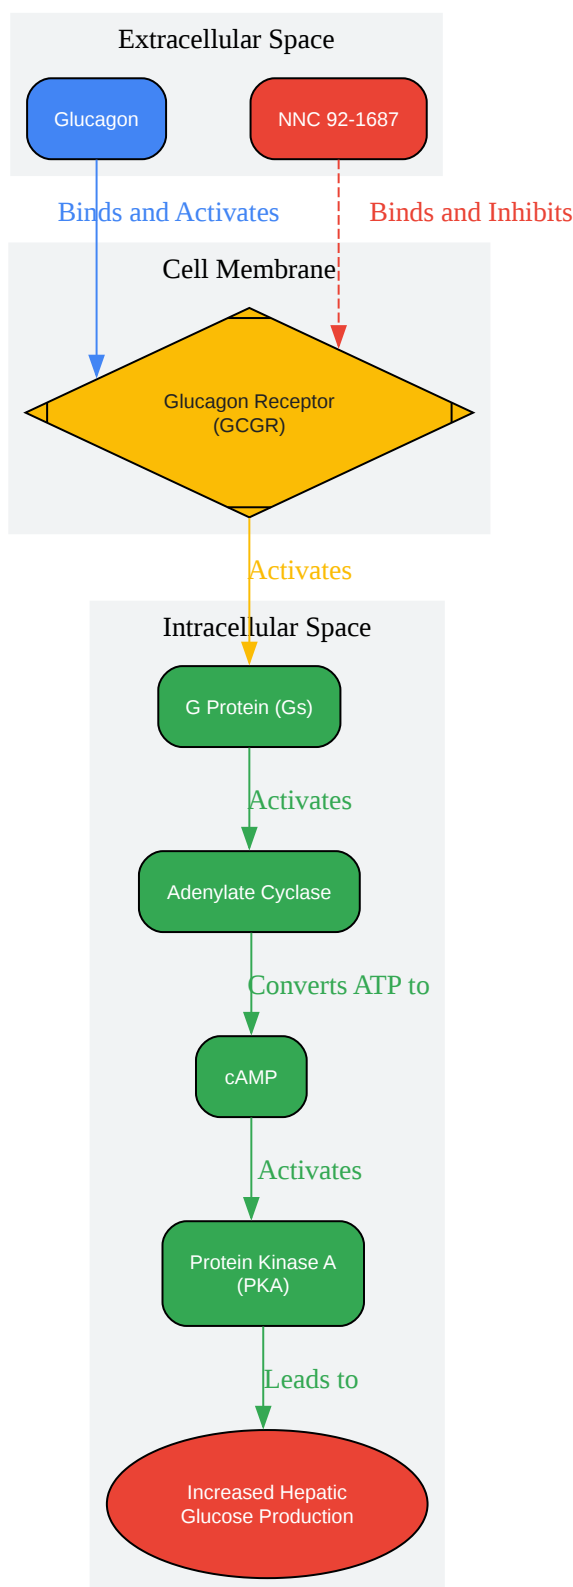 Extracellular Space
Glucagon
NNC 92-1687
Binds and Activates
Binds and Inhibits
Cell Membrane
Glucagon Receptor
(GCGR)
Activates
Intracellular Space
G Protein (Gs)
Activates
Adenylate Cyclase
Converts ATP to
cAMP
Activates
Protein Kinase A
(PKA)
Leads to
Increased Hepatic
Glucose Production